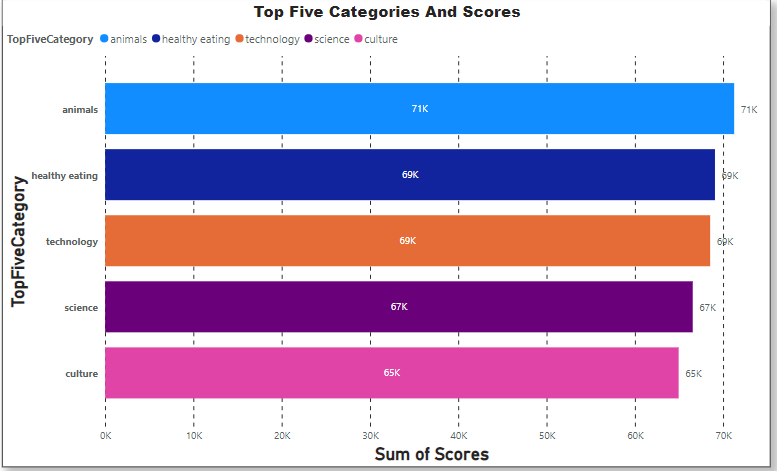 Top Five Categories And Scores
TopFiveCategory animals healthy eating technology science culture
TopFiveCategory
animals 71K 71K
healthy eating 69K 69K
technology 69K 69K
science 67K 67K
culture 65K 65K
0K 10K 20K 30K 40K 50K 60K 70K
Sum of Scores